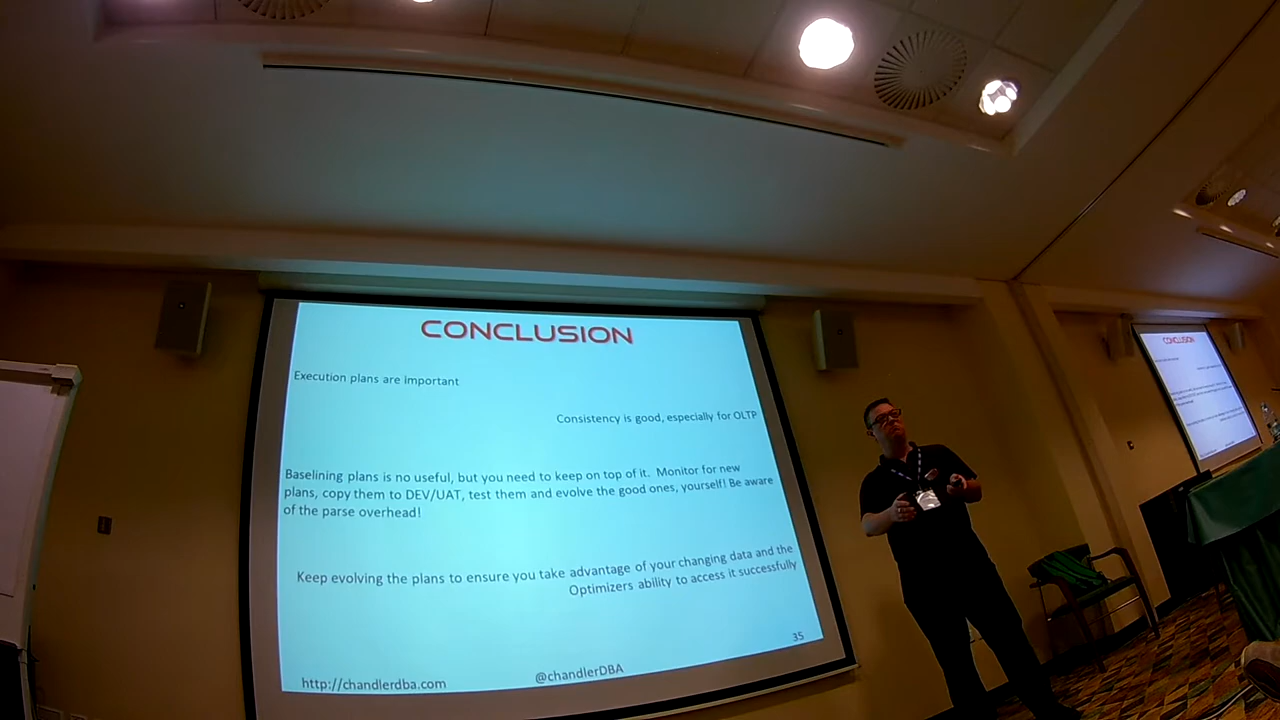 CONCLUSION
Execution plans are important
Consistency is good, especially for OLTP
Baselining plans is no useful, but you need to keep on top of it. Monitor for new
plans, copy them to DEV/UAT, test them and evolve the good ones, yourself! Be aware
of the parse overhead!
Keep evolving the plans to ensure you take advantage of your changing data and the
Optimizers ability to access it successfully
35
http://chandlerdba.com
@chandlerDBA
CONCLUSION